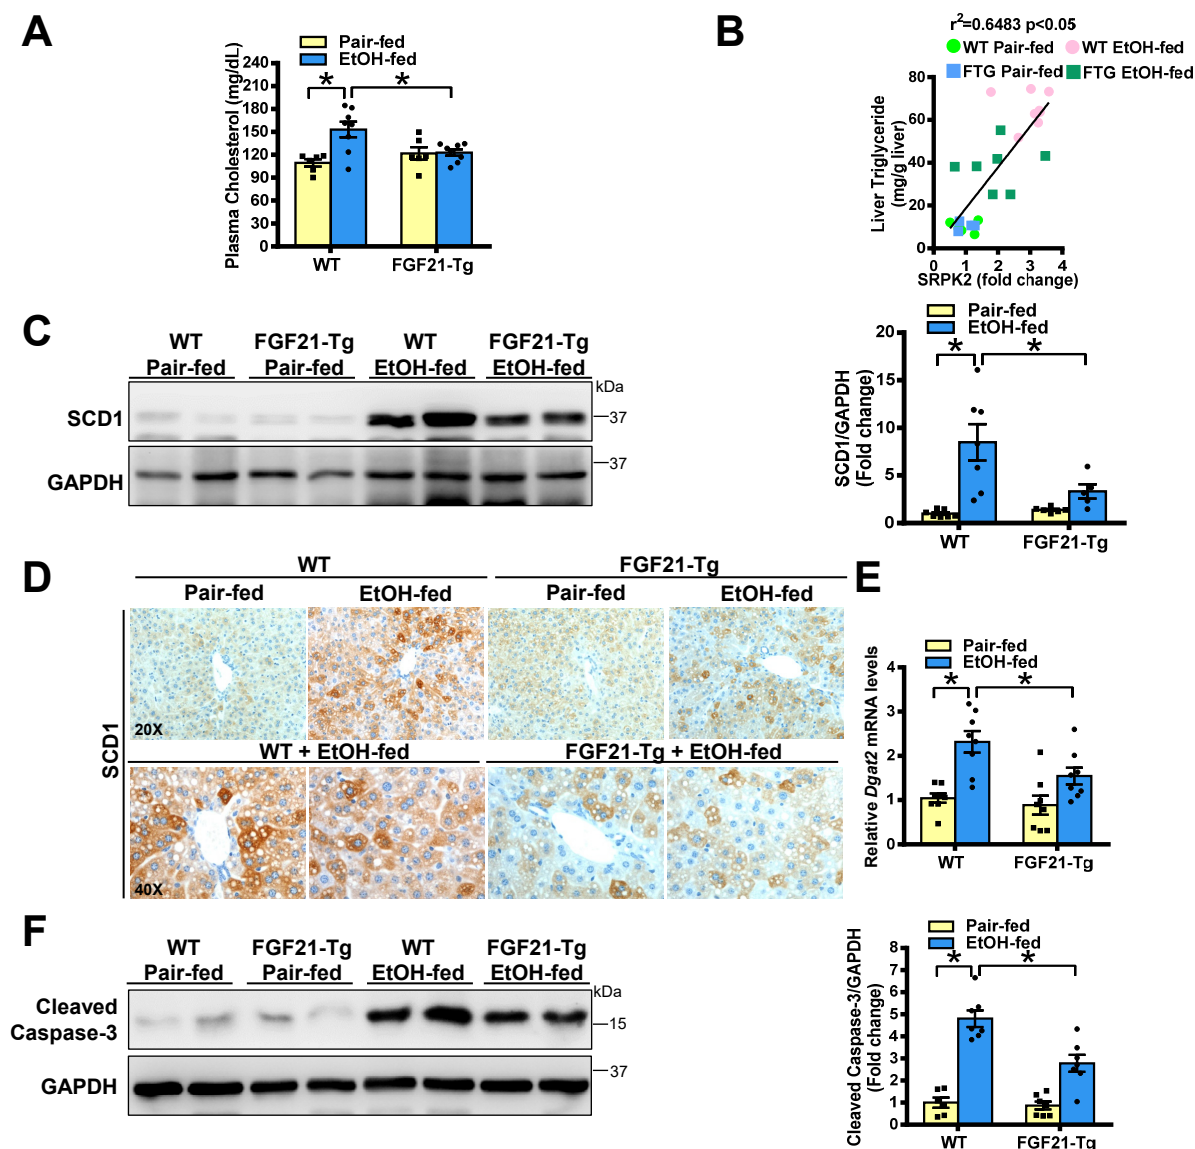 A
Pair-fed
EtOH-fed
Plasma Cholesterol (mg/dL)
240
210
180
150
120
90
60
30
0
*
*
WT
FGF21-Tg
B
r2=0.6483 p<0.05
WT Pair-fed
WT EtOH-fed
FTG Pair-fed
FTG EtOH-fed
Liver Triglyceride
(mg/g liver)
80
60
40
20
0
0 1 2 3 4
SRPK2 (fold change)
C
WT
Pair-fed
FGF21-Tg
Pair-fed
WT
EtOH-fed
FGF21-Tg
EtOH-fed
kDa
SCD1
37
GAPDH
37
Pair-fed
EtOH-fed
SCD1/GAPDH
(Fold change)
20
15
10
5
0
*
*
WT
FGF21-Tg
D
WT
FGF21-Tg
Pair-fed
EtOH-fed
Pair-fed
EtOH-fed
SCD1
20X
WT + EtOH-fed
FGF21-Tg + EtOH-fed
40X
E
Pair-fed
EtOH-fed
Relative Dgat2 mRNA levels
4
3
2
1
0
*
*
WT
FGF21-Tg
F
WT
Pair-fed
FGF21-Tg
Pair-fed
WT
EtOH-fed
FGF21-Tg
EtOH-fed
kDa
Cleaved
Caspase-3
15
GAPDH
37
Pair-fed
EtOH-fed
Cleaved Caspase-3/GAPDH
(Fold change)
8
7
6
5
4
3
2
1
0
*
*
WT
FGF21-Tg